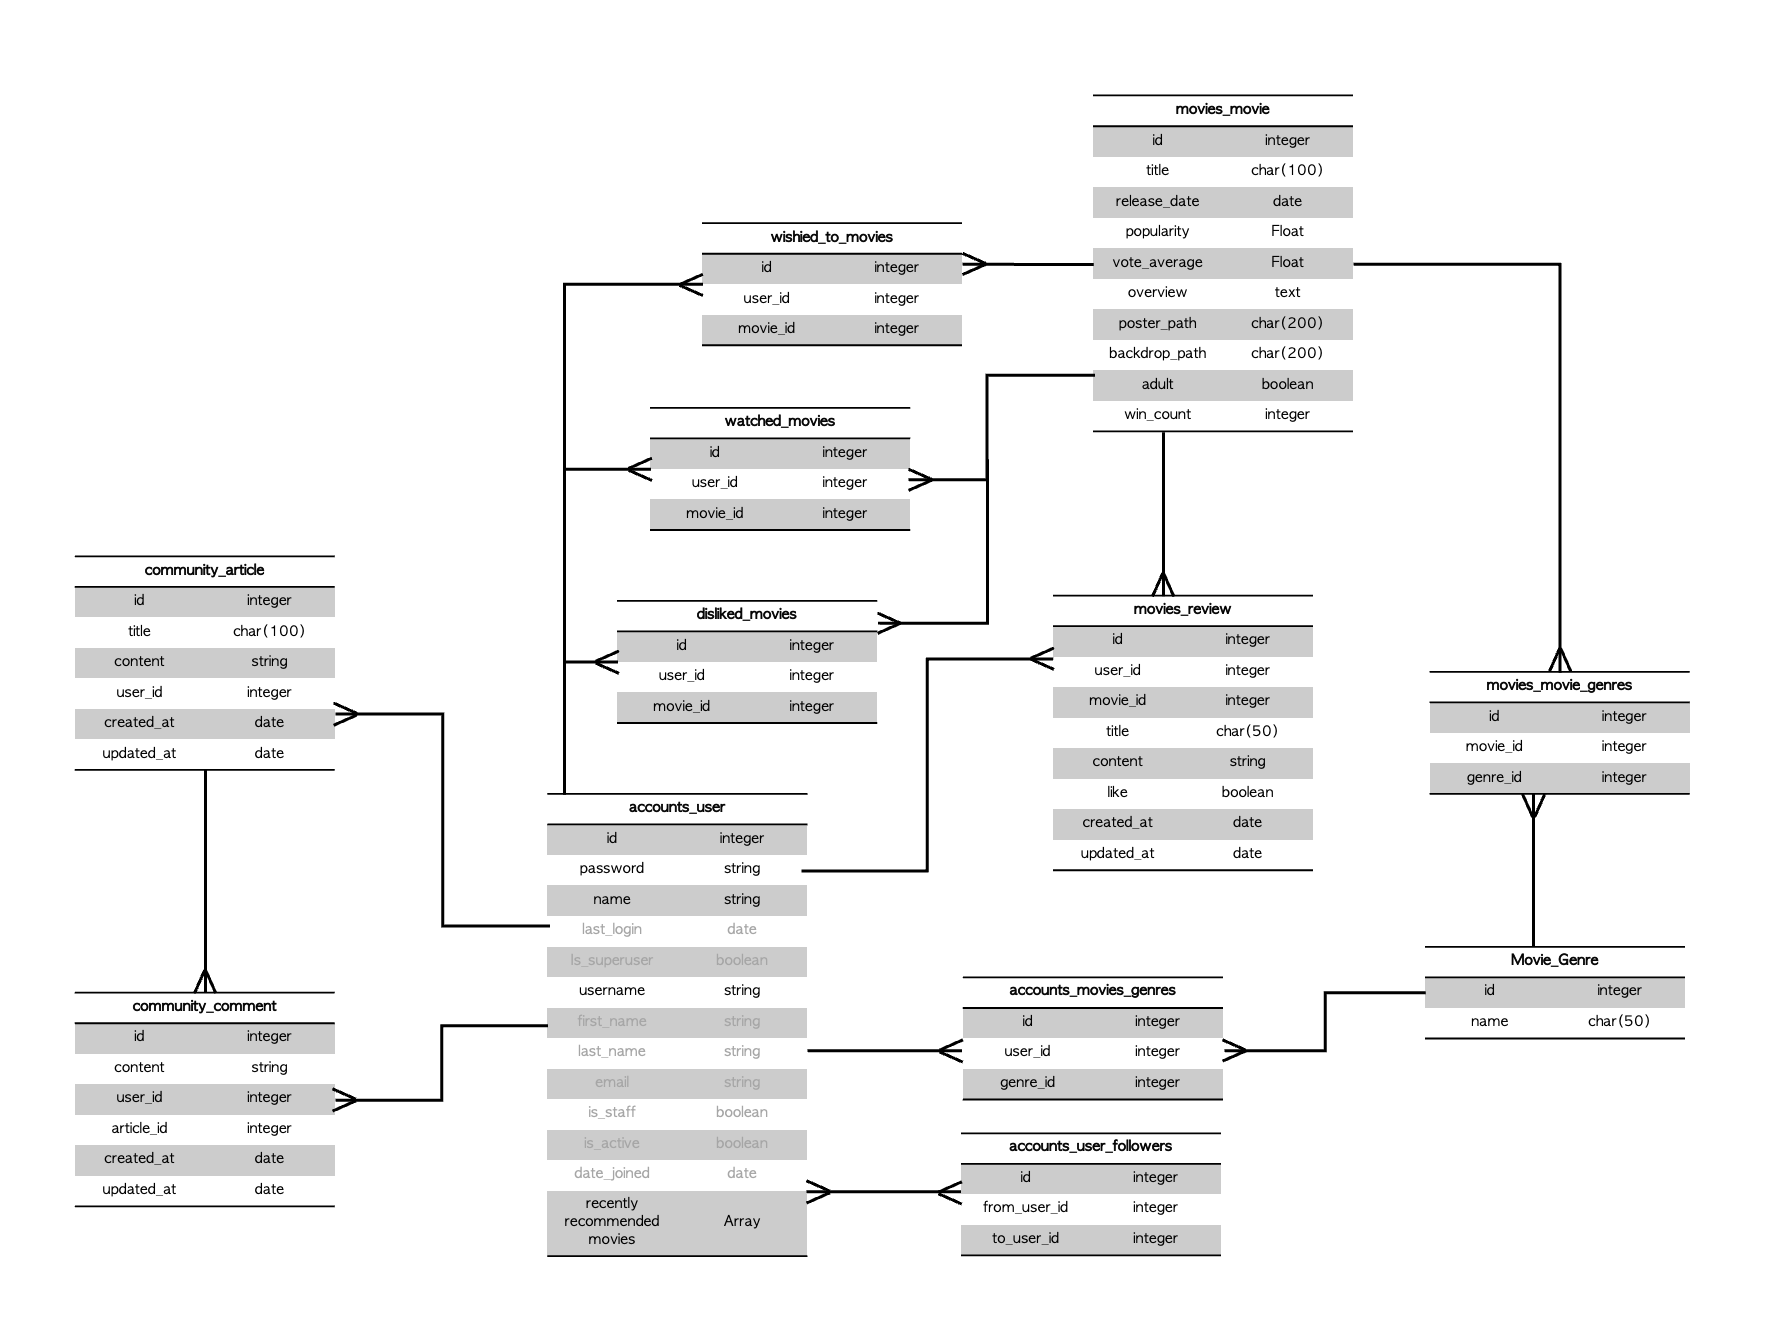 movies_movie
id integer
title char(100)
release_date date
popularity Float
vote_average Float
overview text
poster_path char(200)
backdrop_path char(200)
adult boolean
win_count integer
wishied_to_movies
id integer
user_id integer
movie_id integer
watched_movies
id integer
user_id integer
movie_id integer
disliked_movies
id integer
user_id integer
movie_id integer
community_article
id integer
title char(100)
content string
user_id integer
created_at date
updated_at date
movies_review
id integer
user_id integer
movie_id integer
title char(50)
content string
like boolean
created_at date
updated_at date
movies_movie_genres
id integer
movie_id integer
genre_id integer
accounts_user
id integer
password string
name string
last_login date
Is_superuser boolean
username string
first_name string
last_name string
email string
is_staff boolean
is_active boolean
date_joined date
recently
recommended Array
movies
community_comment
id integer
content string
user_id integer
article_id integer
created_at date
updated_at date
accounts_movies_genres
id integer
user_id integer
genre_id integer
Movie_Genre
id integer
name char(50)
accounts_user_followers
id integer
from_user_id integer
to_user_id integer